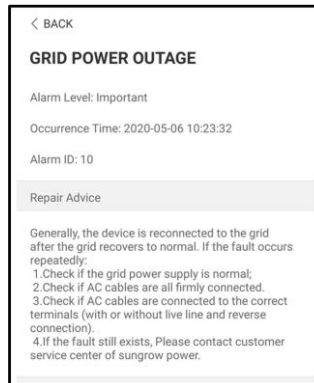 < BACK
GRID POWER OUTAGE
Alarm Level: Important
Occurrence Time: 2020-05-06 10:23:32
Alarm ID: 10
Repair Advice
Generally, the device is reconnected to the grid
after the grid recovers to normal. If the fault occurs
repeatedly:
1.Check if the grid power supply is normal;
2.Check if AC cables are all firmly connected.
3.Check if AC cables are connected to the correct
terminals (with or without live line and reverse
connection).
4.If the fault still exists, Please contact customer
service center of sungrow power.